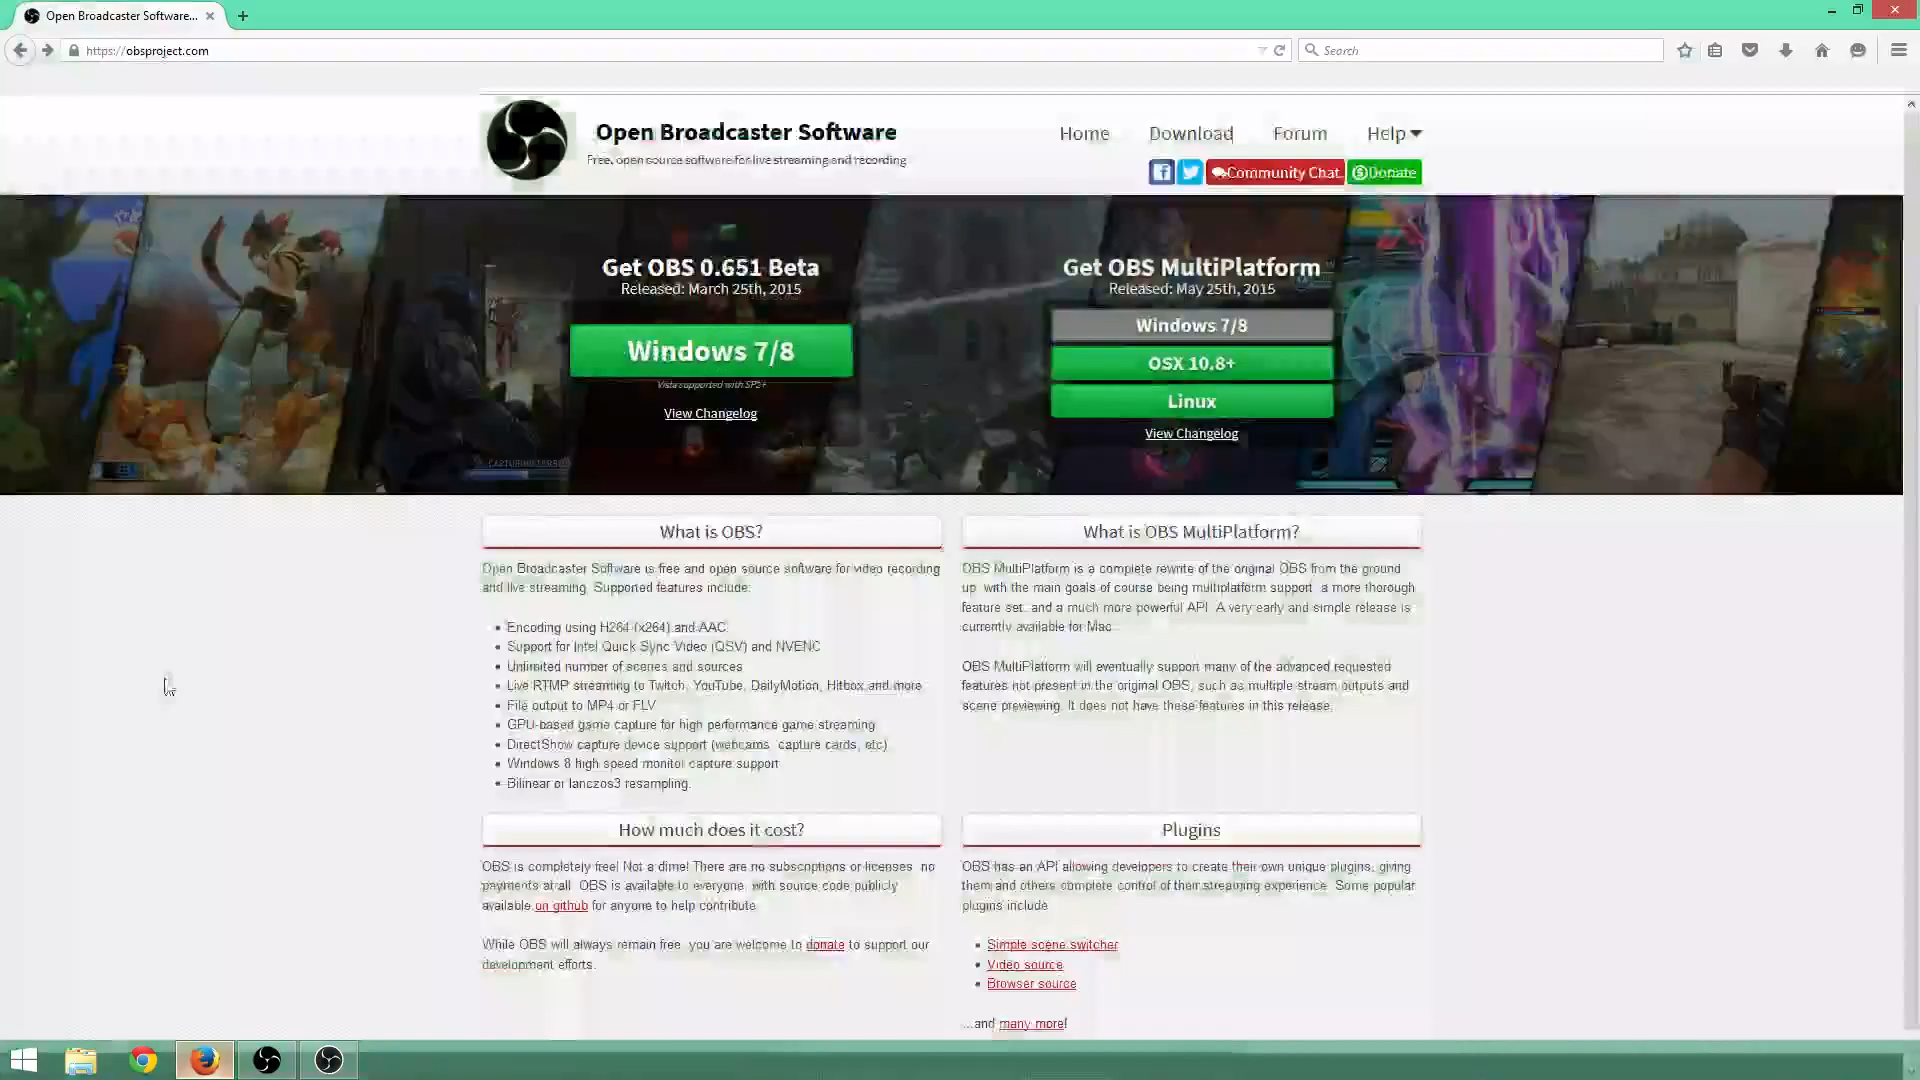 Open Broadcaster Software...
https://obsproject.com
Search
Open Broadcaster Software
Free, open source software for live streaming and recording
Home Download Forum Help
Community Chat Donate
Get OBS 0.651 Beta
Released: March 25th, 2015
Windows 7/8
Vista supported with SP2+
View Changelog
Get OBS MultiPlatform
Released: May 25th, 2015
Windows 7/8
OSX 10.8+
Linux
View Changelog
What is OBS?
Open Broadcaster Software is free and open source software for video recording
and live streaming. Supported features include:
Encoding using H264 (x264) and AAC.
Support for Intel Quick Sync Video (QSV) and NVENC
Unlimited number of scenes and sources
Live RTMP streaming to Twitch, YouTube, DailyMotion, Hitbox and more
File output to MP4 or FLV
GPU-based game capture for high performance game streaming
DirectShow capture device support (webcams, capture cards, etc)
Windows 8 high speed monitor capture support
Bilinear or lanczos3 resampling.
What is OBS MultiPlatform?
OBS MultiPlatform is a complete rewrite of the original OBS from the ground
up, with the main goals of course being multiplatform support, a more thorough
feature set, and a much more powerful API. A very early and simple release is
currently available for Mac.
OBS MultiPlatform will eventually support many of the advanced requested
features not present in the original OBS, such as multiple stream outputs and
scene previewing. It does not have these features in this release.
How much does it cost?
OBS is completely free! Not a dime! There are no subscriptions or licenses, no
payments at all. OBS is available to everyone, with source code publicly
available on github for anyone to help contribute.
While OBS will always remain free, you are welcome to donate to support our
development efforts.
Plugins
OBS has an API allowing developers to create their own unique plugins, giving
them and others complete control of their streaming experience. Some popular
plugins include
Simple scene switcher
Video source
Browser source
...and many more!